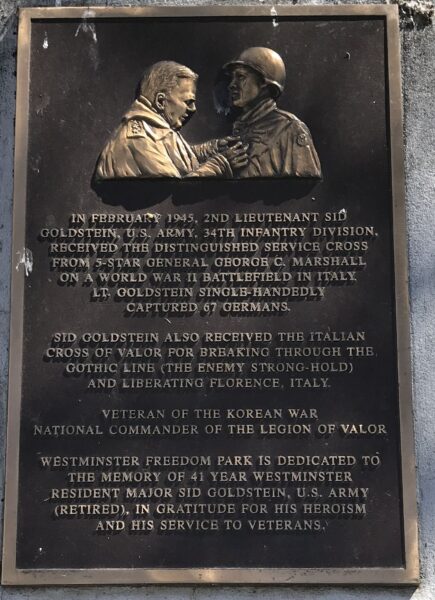 IN FEBRUARY 1945, 2ND LIEUTENANT SID
GOLDSTEIN, U.S. ARMY, 34TH INFANTRY DIVISION,
RECEIVED THE DISTINGUISHED SERVICE CROSS
FROM 5-STAR GENERAL GEORGE C. MARSHALL
ON A WORLD WAR II BATTLEFIELD IN ITALY.
LT. GOLDSTEIN SINGLE-HANDEDLY
CAPTURED 67 GERMANS.
SID GOLDSTEIN ALSO RECEIVED THE ITALIAN
CROSS OF VALOR FOR BREAKING THROUGH THE
GOTHIC LINE (THE ENEMY STRONG-HOLD)
AND LIBERATING FLORENCE, ITALY.
VETERAN OF THE KOREAN WAR
NATIONAL COMMANDER OF THE LEGION OF VALOR
WESTMINSTER FREEDOM PARK IS DEDICATED TO
THE MEMORY OF 41 YEAR WESTMINSTER
RESIDENT MAJOR SID GOLDSTEIN, U.S. ARMY
(RETIRED), IN GRATITUDE FOR HIS HEROISM
AND HIS SERVICE TO VETERANS.